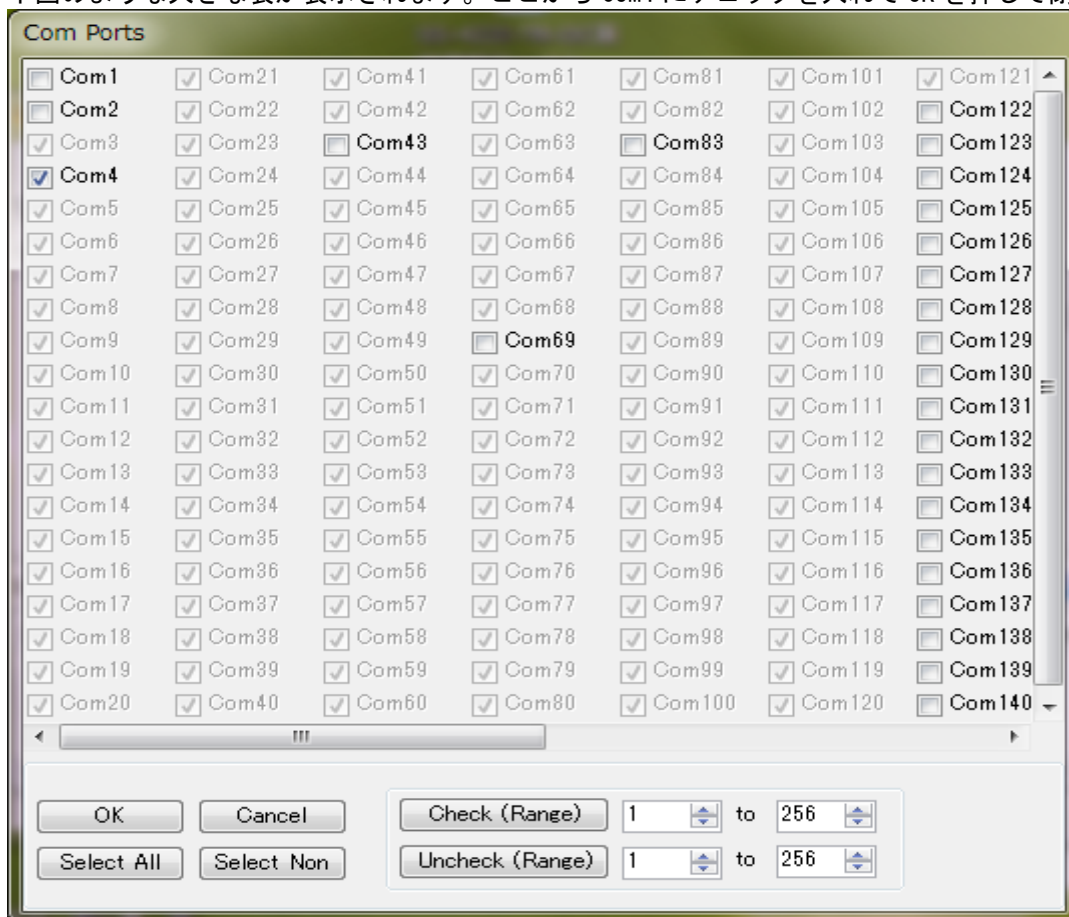 Com Ports
Com1 Com21 Com41 Com61 Com81 Com101 Com121
Com2 Com22 Com42 Com62 Com82 Com102 Com122
Com3 Com23 Com43 Com63 Com83 Com103 Com123
Com4 Com24 Com44 Com64 Com84 Com104 Com124
Com5 Com25 Com45 Com65 Com85 Com105 Com125
Com6 Com26 Com46 Com66 Com86 Com106 Com126
Com7 Com27 Com47 Com67 Com87 Com107 Com127
Com8 Com28 Com48 Com68 Com88 Com108 Com128
Com9 Com29 Com49 Com69 Com89 Com109 Com129
Com10 Com30 Com50 Com70 Com90 Com110 Com130
Com11 Com31 Com51 Com71 Com91 Com111 Com131
Com12 Com32 Com52 Com72 Com92 Com112 Com132
Com13 Com33 Com53 Com73 Com93 Com113 Com133
Com14 Com34 Com54 Com74 Com94 Com114 Com134
Com15 Com35 Com55 Com75 Com95 Com115 Com135
Com16 Com36 Com56 Com76 Com96 Com116 Com136
Com17 Com37 Com57 Com77 Com97 Com117 Com137
Com18 Com38 Com58 Com78 Com98 Com118 Com138
Com19 Com39 Com59 Com79 Com99 Com119 Com139
Com20 Com40 Com60 Com80 Com100 Com120 Com140
OK Cancel Check (Range) 1 to 256
Select All Select Non Uncheck (Range) 1 to 256